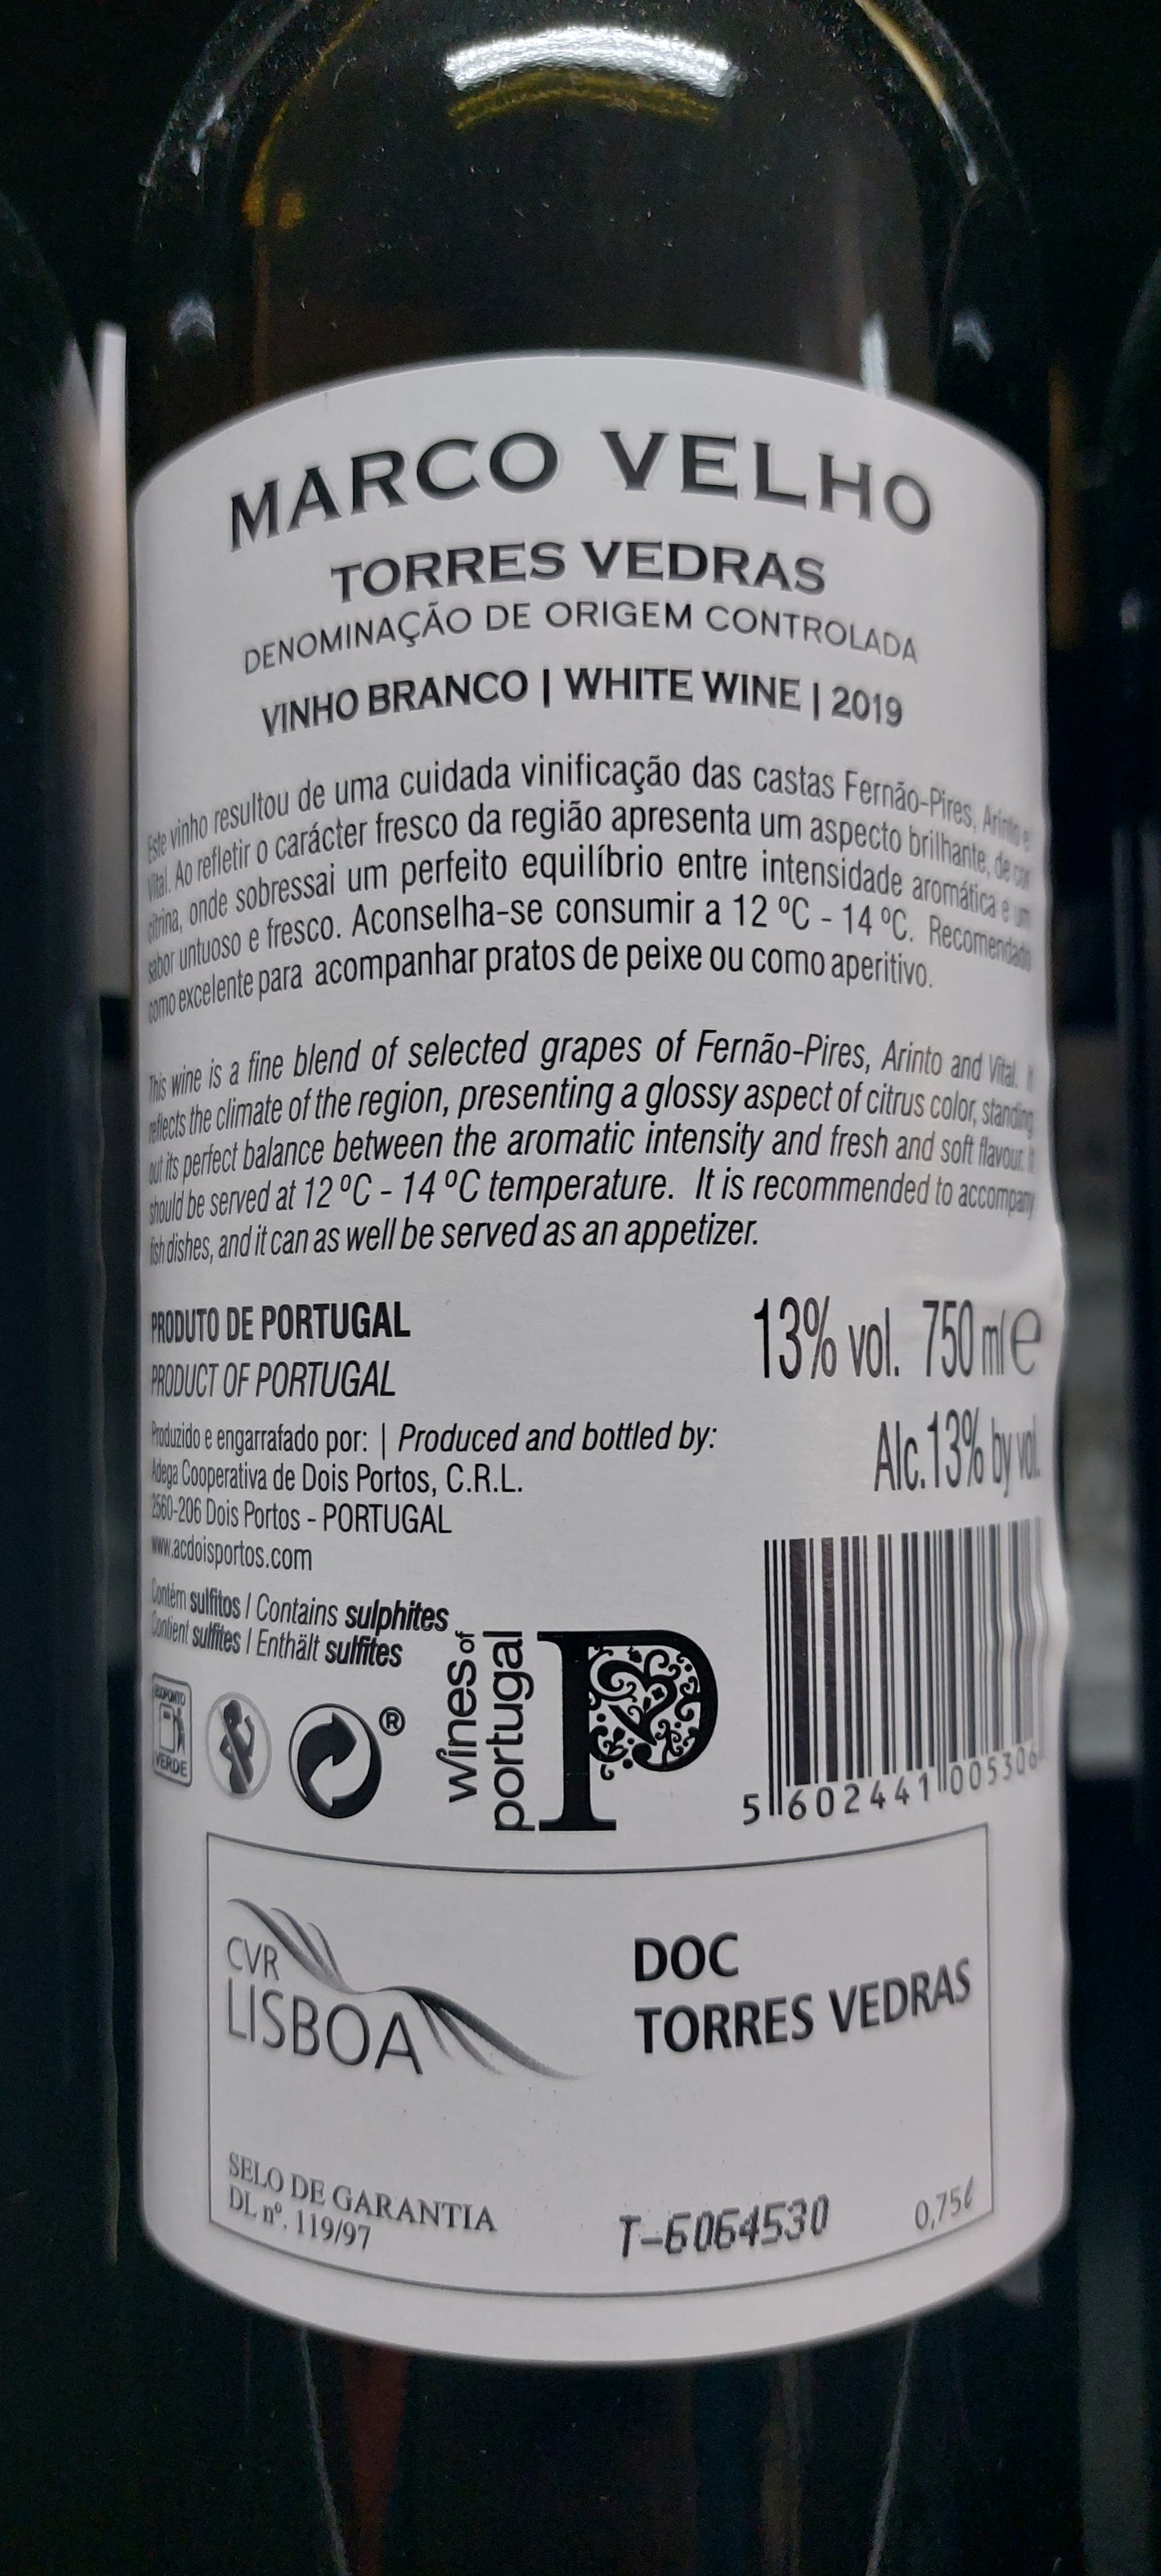 MARCO VELHO
TORRES VEDRAS
DENOMINAÇÃO DE ORIGEM CONTROLADA
VINHO BRANCO | WHITE WINE | 2019
Este vinho resultou de uma cuidada vinificação das castas Fernão-Pires, Arinto e
Vital. Ao refletir o carácter fresco da região apresenta um aspecto brilhante, de cor
citrina, onde sobressai um perfeito equilíbrio entre intensidade aromática e um
sabor untuoso e fresco. Aconselha-se consumir a 12 ºC - 14 ºC. Recomendado
como excelente para acompanhar pratos de peixe ou como aperitivo.
This wine is a fine blend of selected grapes of Fernão-Pires, Arinto and Vital. It
reflects the climate of the region, presenting a glossy aspect of citrus color, standing
out its perfect balance between the aromatic intensity and fresh and soft flavour. It
should be served at 12 ºC - 14 ºC temperature. It is recommended to accompany
fish dishes, and it can as well be served as an appetizer.
PRODUTO DE PORTUGAL
PRODUCT OF PORTUGAL
13% vol. 750 ml e
Alc.13% by vol.
Produzido e engarrafado por: | Produced and bottled by:
Adega Cooperativa de Dois Portos, C.R.L.
2560-206 Dois Portos - PORTUGAL
www.acdoisportos.com
Contém sulfitos / Contains sulphites
Contient sulfites / Enthält sulfites
ECOPONTO
VERDE
®
wines of
portugal
P
5 602441 005306
CVR
LISBOA
DOC
TORRES VEDRAS
SELO DE GARANTIA
DL nº. 119/97
T-6064530
0,75ℓ